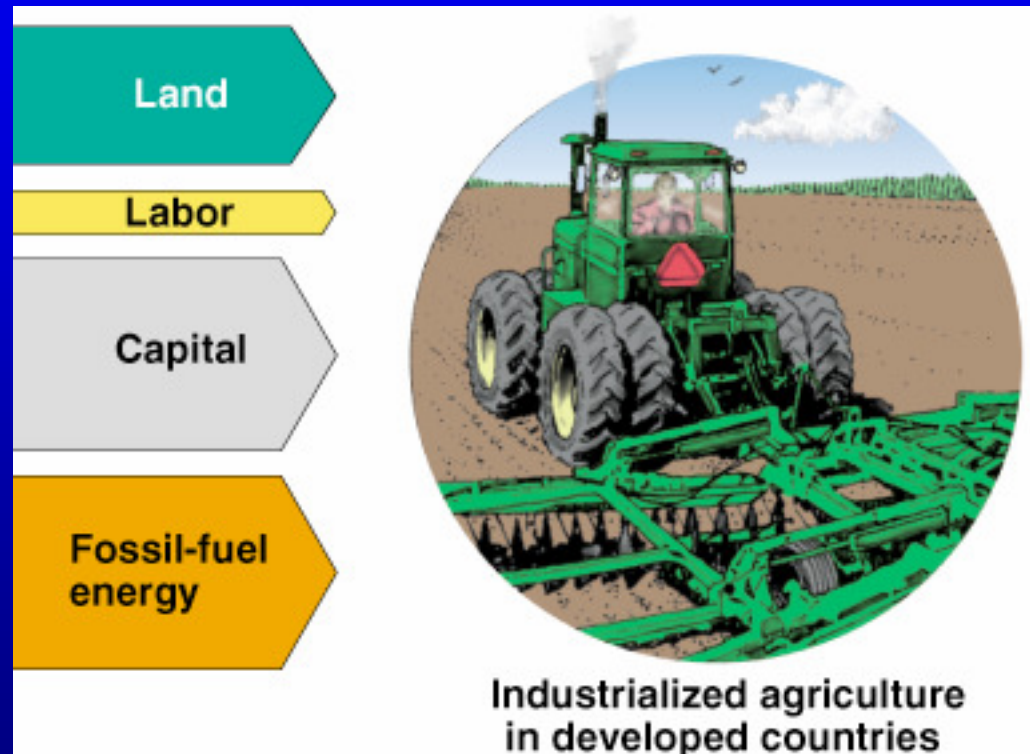 Land
Labor
Capital
Fossil-fuel
energy
Industrialized agriculture
in developed countries